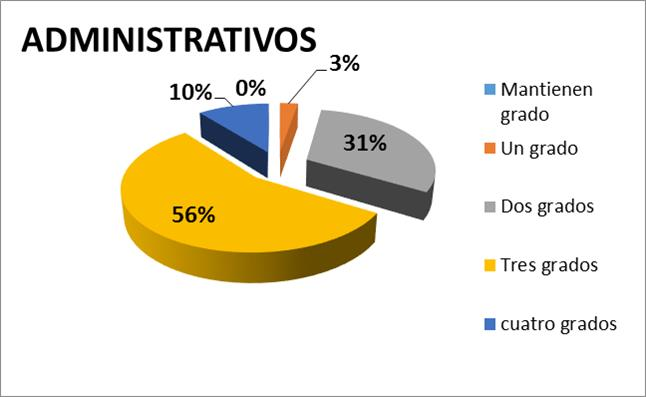 ADMINISTRATIVOS
3%
10%
0%
31%
56%
Mantienen
grado
Un grado
Dos grados
Tres grados
cuatro grados